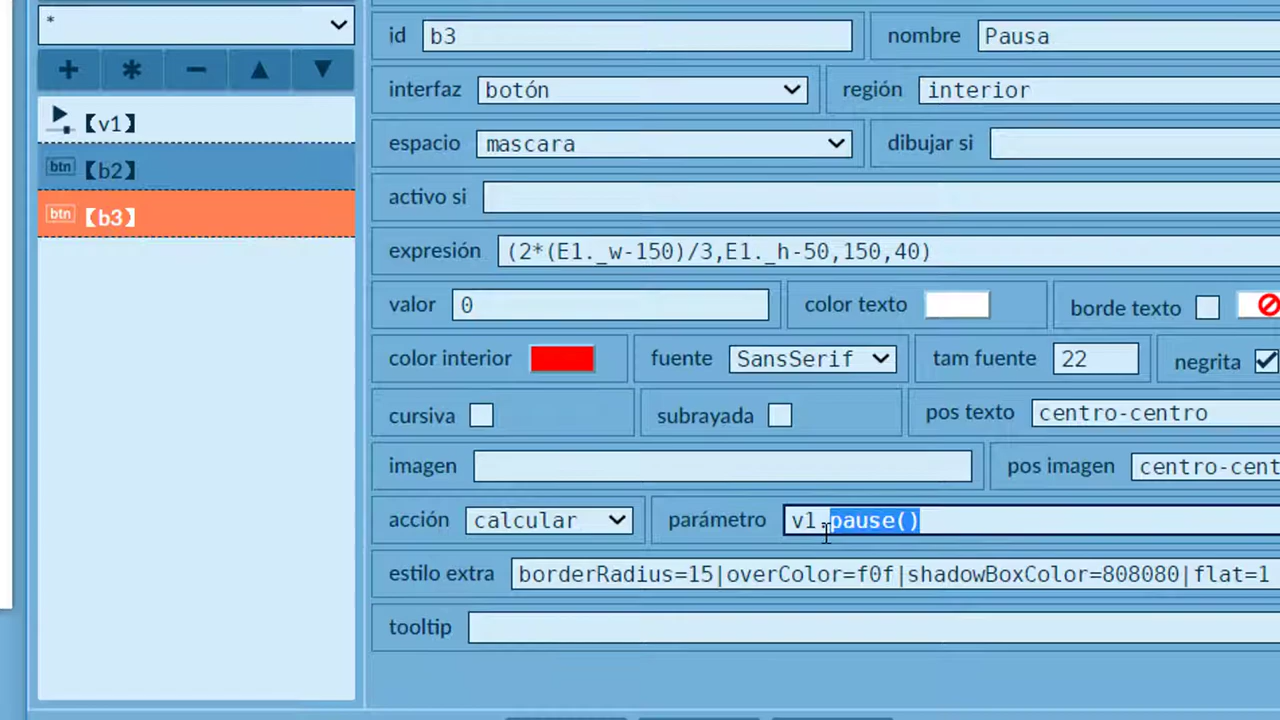 *
+ * −
【v1】
btn 【b2】
btn 【b3】
id b3 nombre Pausa
interfaz botón región interior
espacio mascara dibujar si
activo si
expresión (2*(E1._w-150)/3,E1._h-50,150,40)
valor 0 color texto borde texto
color interior fuente SansSerif tam fuente 22 negrita
cursiva subrayada pos texto centro-centro
imagen pos imagen centro-cent
acción calcular parámetro v1.pause()
estilo extra borderRadius=15|overColor=f0f|shadowBoxColor=808080|flat=1
tooltip